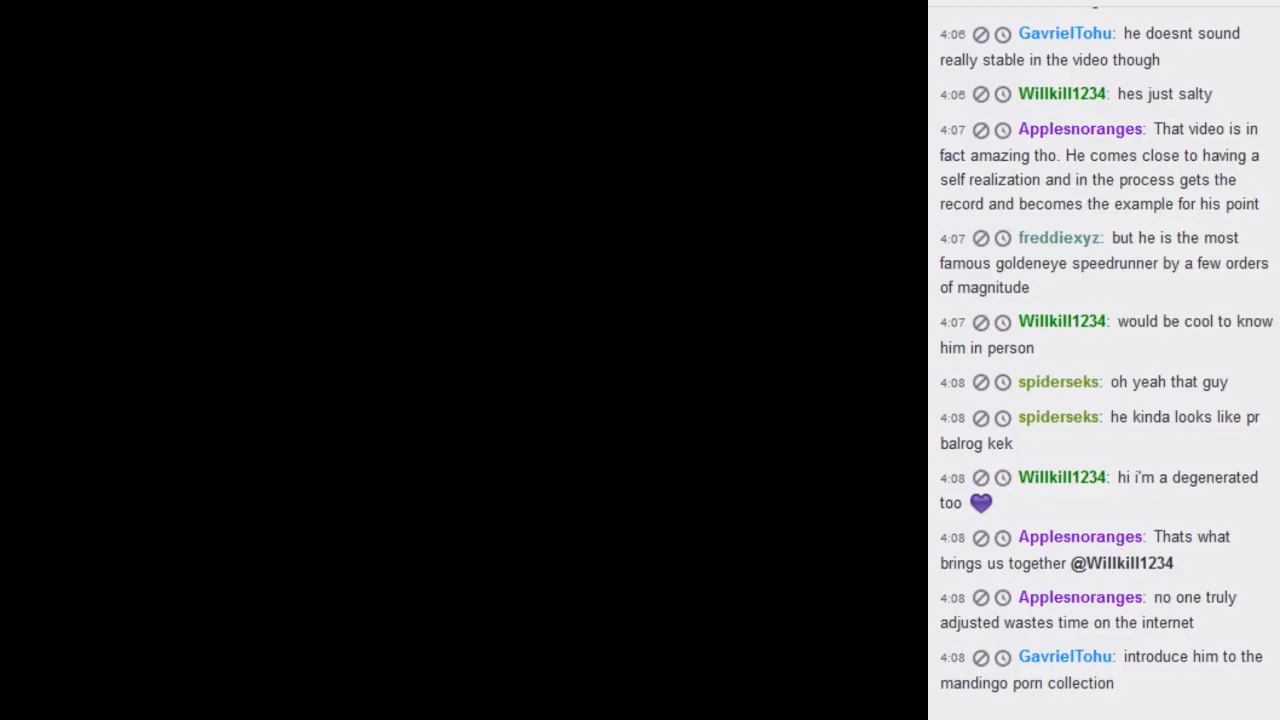 4:06 GavrielTohu: he doesnt sound
really stable in the video though
4:06 Willkill1234: hes just salty
4:07 Applesnoranges: That video is in
fact amazing tho. He comes close to having a
self realization and in the process gets the
record and becomes the example for his point
4:07 freddiexyz: but he is the most
famous goldeneye speedrunner by a few orders
of magnitude
4:07 Willkill1234: would be cool to know
him in person
4:08 spiderseks: oh yeah that guy
4:08 spiderseks: he kinda looks like pr
balrog kek
4:08 Willkill1234: hi i'm a degenerated
too
4:08 Applesnoranges: Thats what
brings us together @Willkill1234
4:08 Applesnoranges: no one truly
adjusted wastes time on the internet
4:08 GavrielTohu: introduce him to the
mandingo porn collection